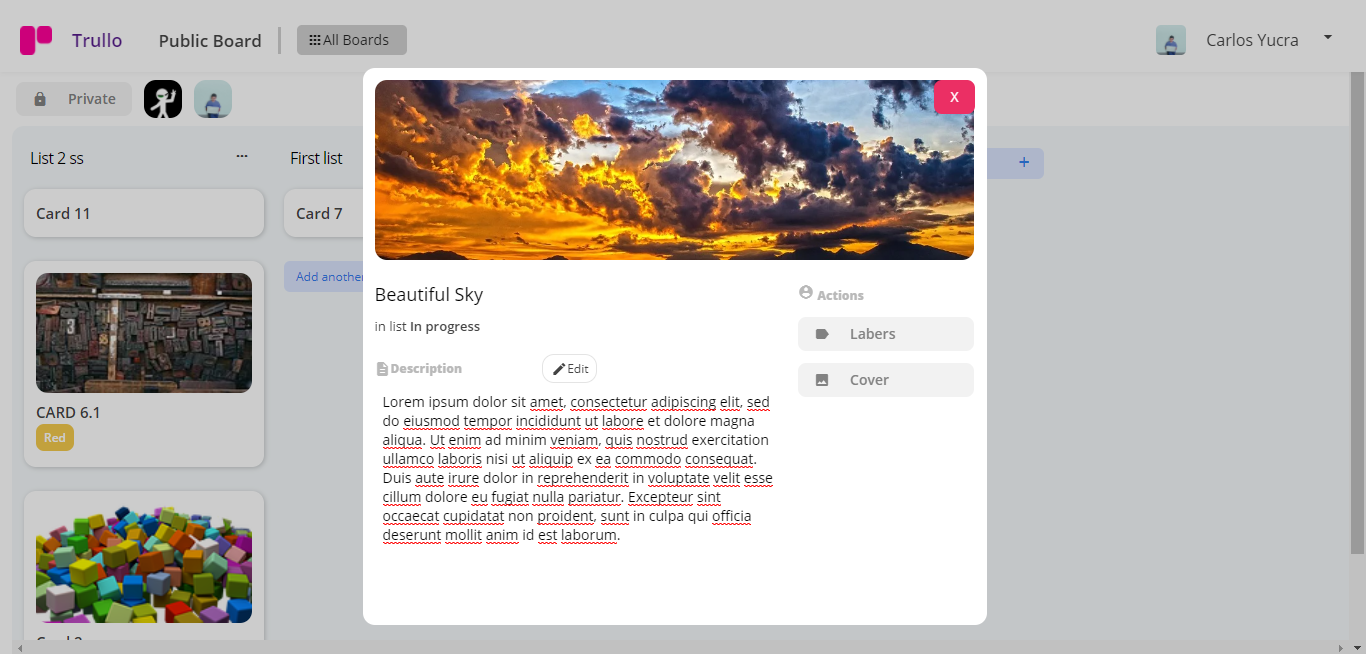 Trullo
Public Board
All Boards
Carlos Yucra
Private
List 2 ss
...
First list
+
Card 11
Card 7
Add another
CARD 6.1
Red
X
Beautiful Sky
in list In progress
Description
Edit
Lorem ipsum dolor sit amet, consectetur adipiscing elit, sed
do eiusmod tempor incididunt ut labore et dolore magna
aliqua. Ut enim ad minim veniam, quis nostrud exercitation
ullamco laboris nisi ut aliquip ex ea commodo consequat.
Duis aute irure dolor in reprehenderit in voluptate velit esse
cillum dolore eu fugiat nulla pariatur. Excepteur sint
occaecat cupidatat non proident, sunt in culpa qui officia
deserunt mollit anim id est laborum.
Actions
Labers
Cover